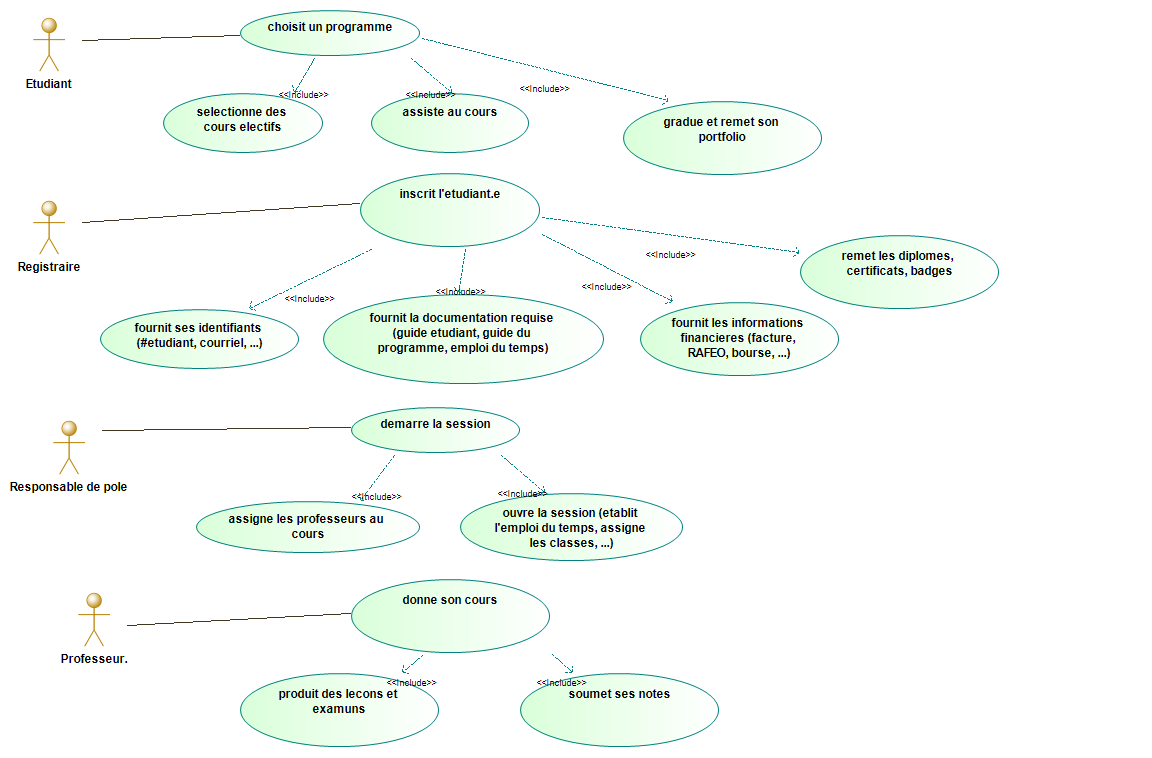 choisit un programme
Etudiant
<<Include>>
<<Include>>
<<Include>>
selectionne des
cours electifs
assiste au cours
gradue et remet son
portfolio
inscrit l'etudiant.e
Registraire
<<Include>>
remet les diplomes,
certificats, badges
<<Include>>
<<Include>>
<<Include>>
fournit ses identifiants
(#etudiant, courriel, ...)
fournit la documentation requise
(guide etudiant, guide du
programme, emploi du temps)
fournit les informations
financieres (facture,
RAFEO, bourse, ...)
demarre la session
Responsable de pole
<<Include>>
<<Include>>
assigne les professeurs au
cours
ouvre la session (etablit
l'emploi du temps, assigne
les classes, ...)
donne son cours
Professeur.
<<Include>>
<<Include>>
produit des lecons et
examuns
soumet ses notes